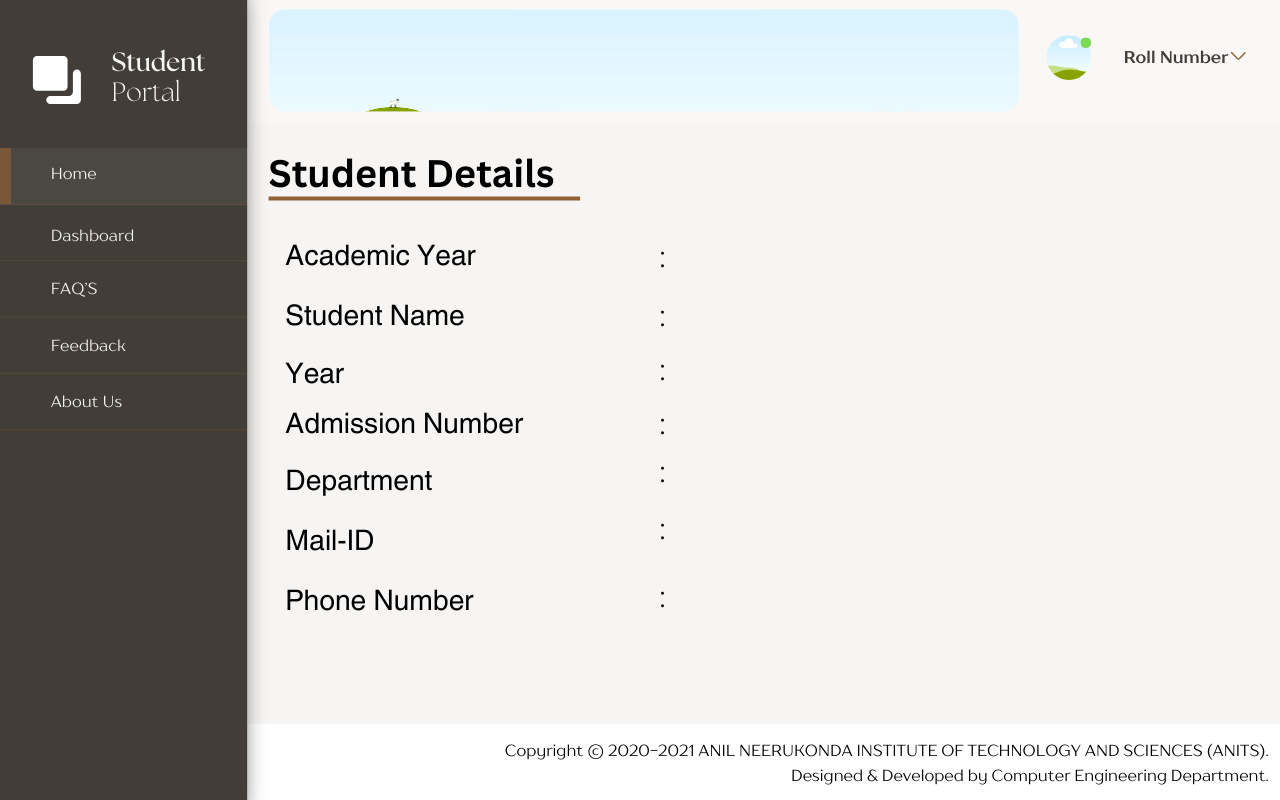 Student
Portal
Roll Number
Home
Dashboard
FAQ'S
Feedback
About Us
Student Details
Academic Year :
Student Name :
Year :
Admission Number :
Department :
Mail-ID :
Phone Number :
Copyright © 2020-2021 ANIL NEERUKONDA INSTITUTE OF TECHNOLOGY AND SCIENCES (ANITS).
Designed & Developed by Computer Engineering Department.